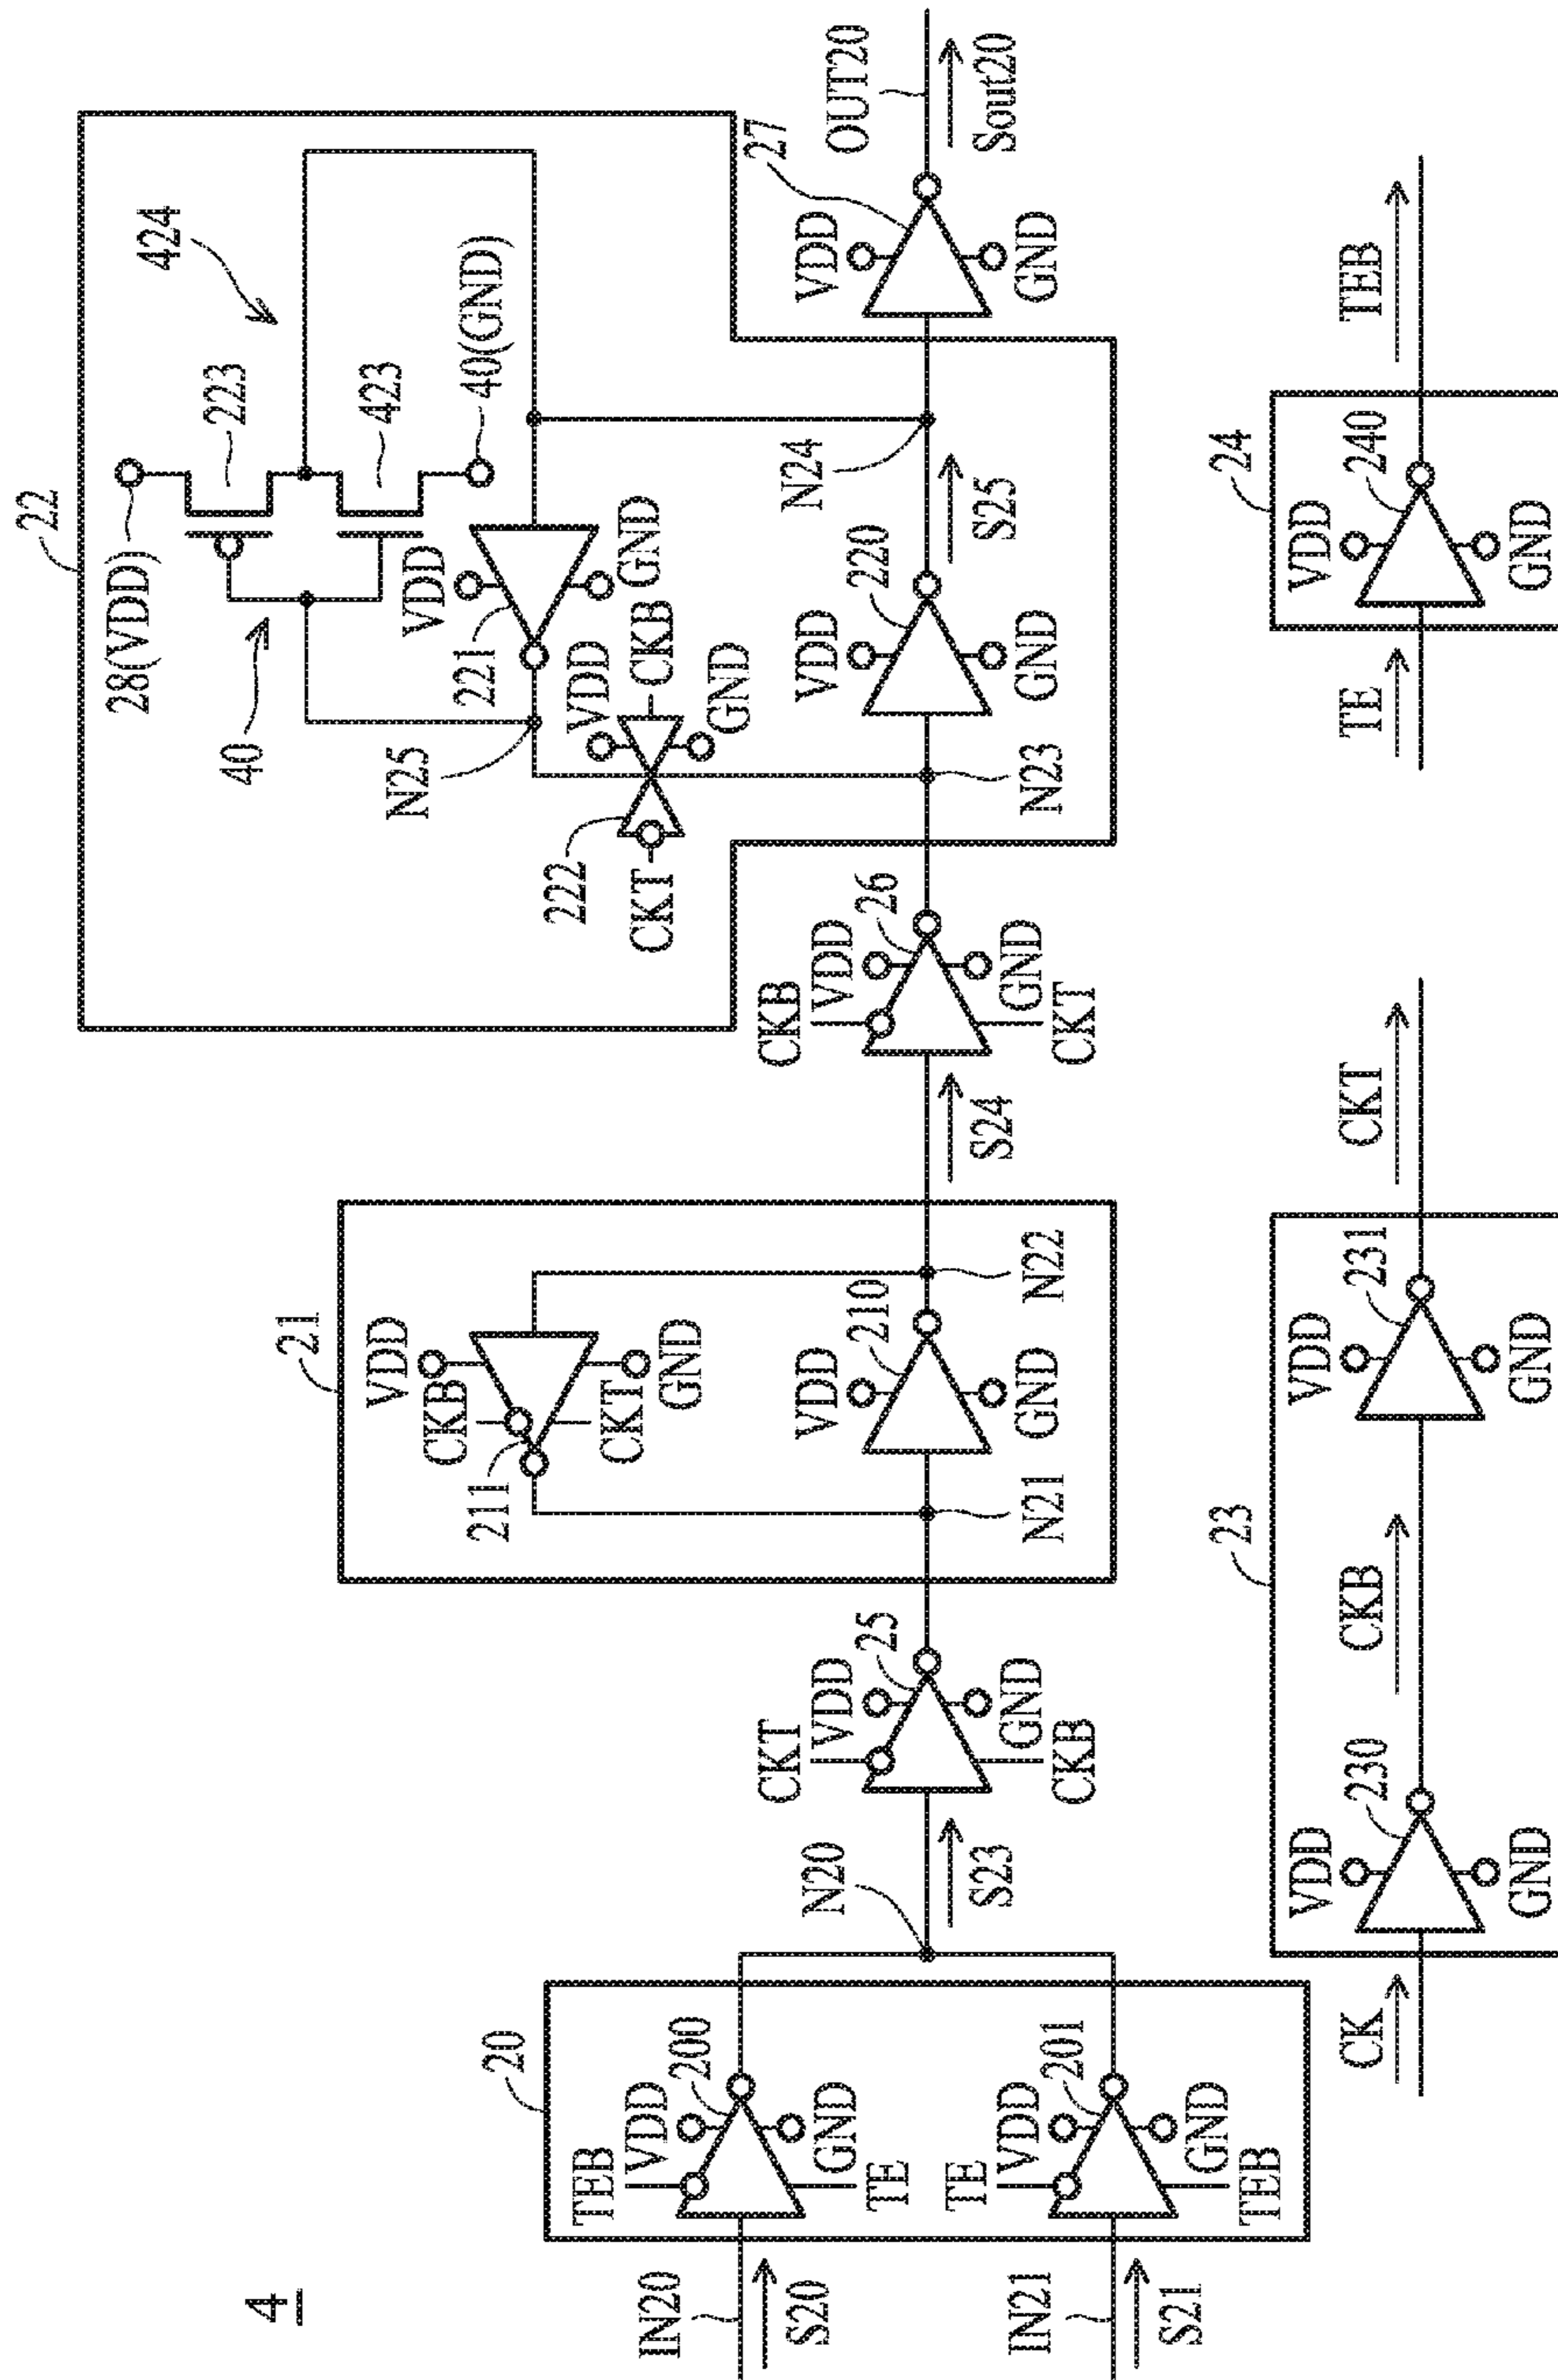 4
IN20
S20
IN21
S21
20
TEB
VDD
200
GND
TE
TE
VDD
201
GND
TEB
N20
S23
CKT
VDD
25
GND
CKB
21
VDD
CKB
211
CKT
GND
VDD
210
GND
N21
N22
S24
CKB
VDD
26
GND
CKT
22
28(VDD)
223
424
40
423
40(GND)
N25
VDD
221
GND
222
VDD
CKB
GND
CKT
VDD
220
GND
N23
S25
N24
VDD
27
GND
OUT20
Sout20
CK
23
VDD
230
GND
CKB
VDD
231
GND
CKT
TE
24
VDD
240
GND
TEB